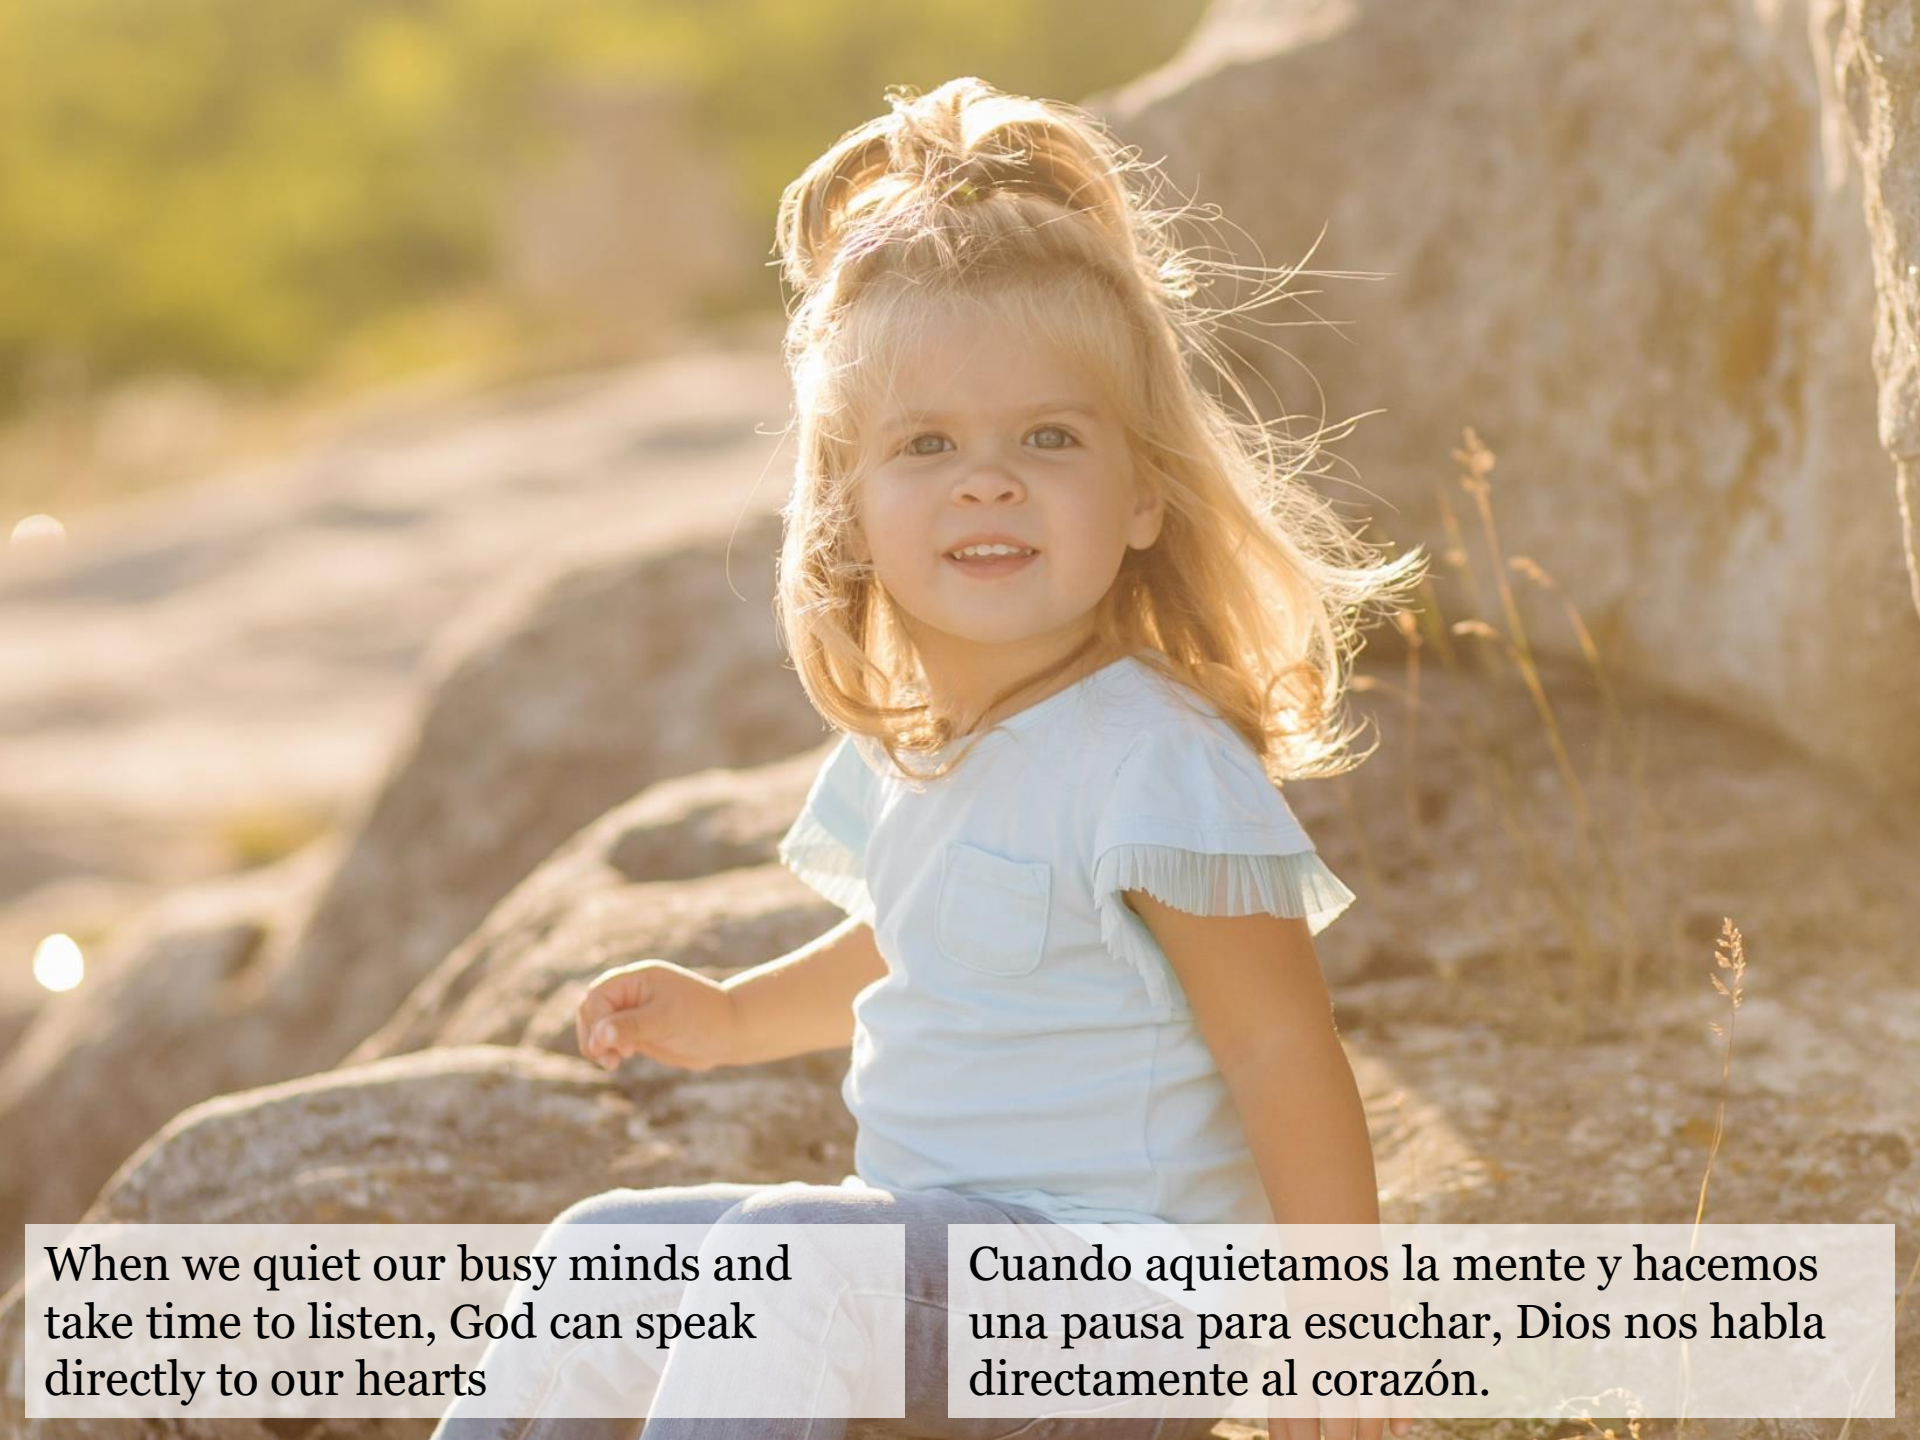 When we quiet our busy minds and
take time to listen, God can speak
directly to our hearts
Cuando aquietamos la mente y hacemos
una pausa para escuchar, Dios nos habla
directamente al corazón.